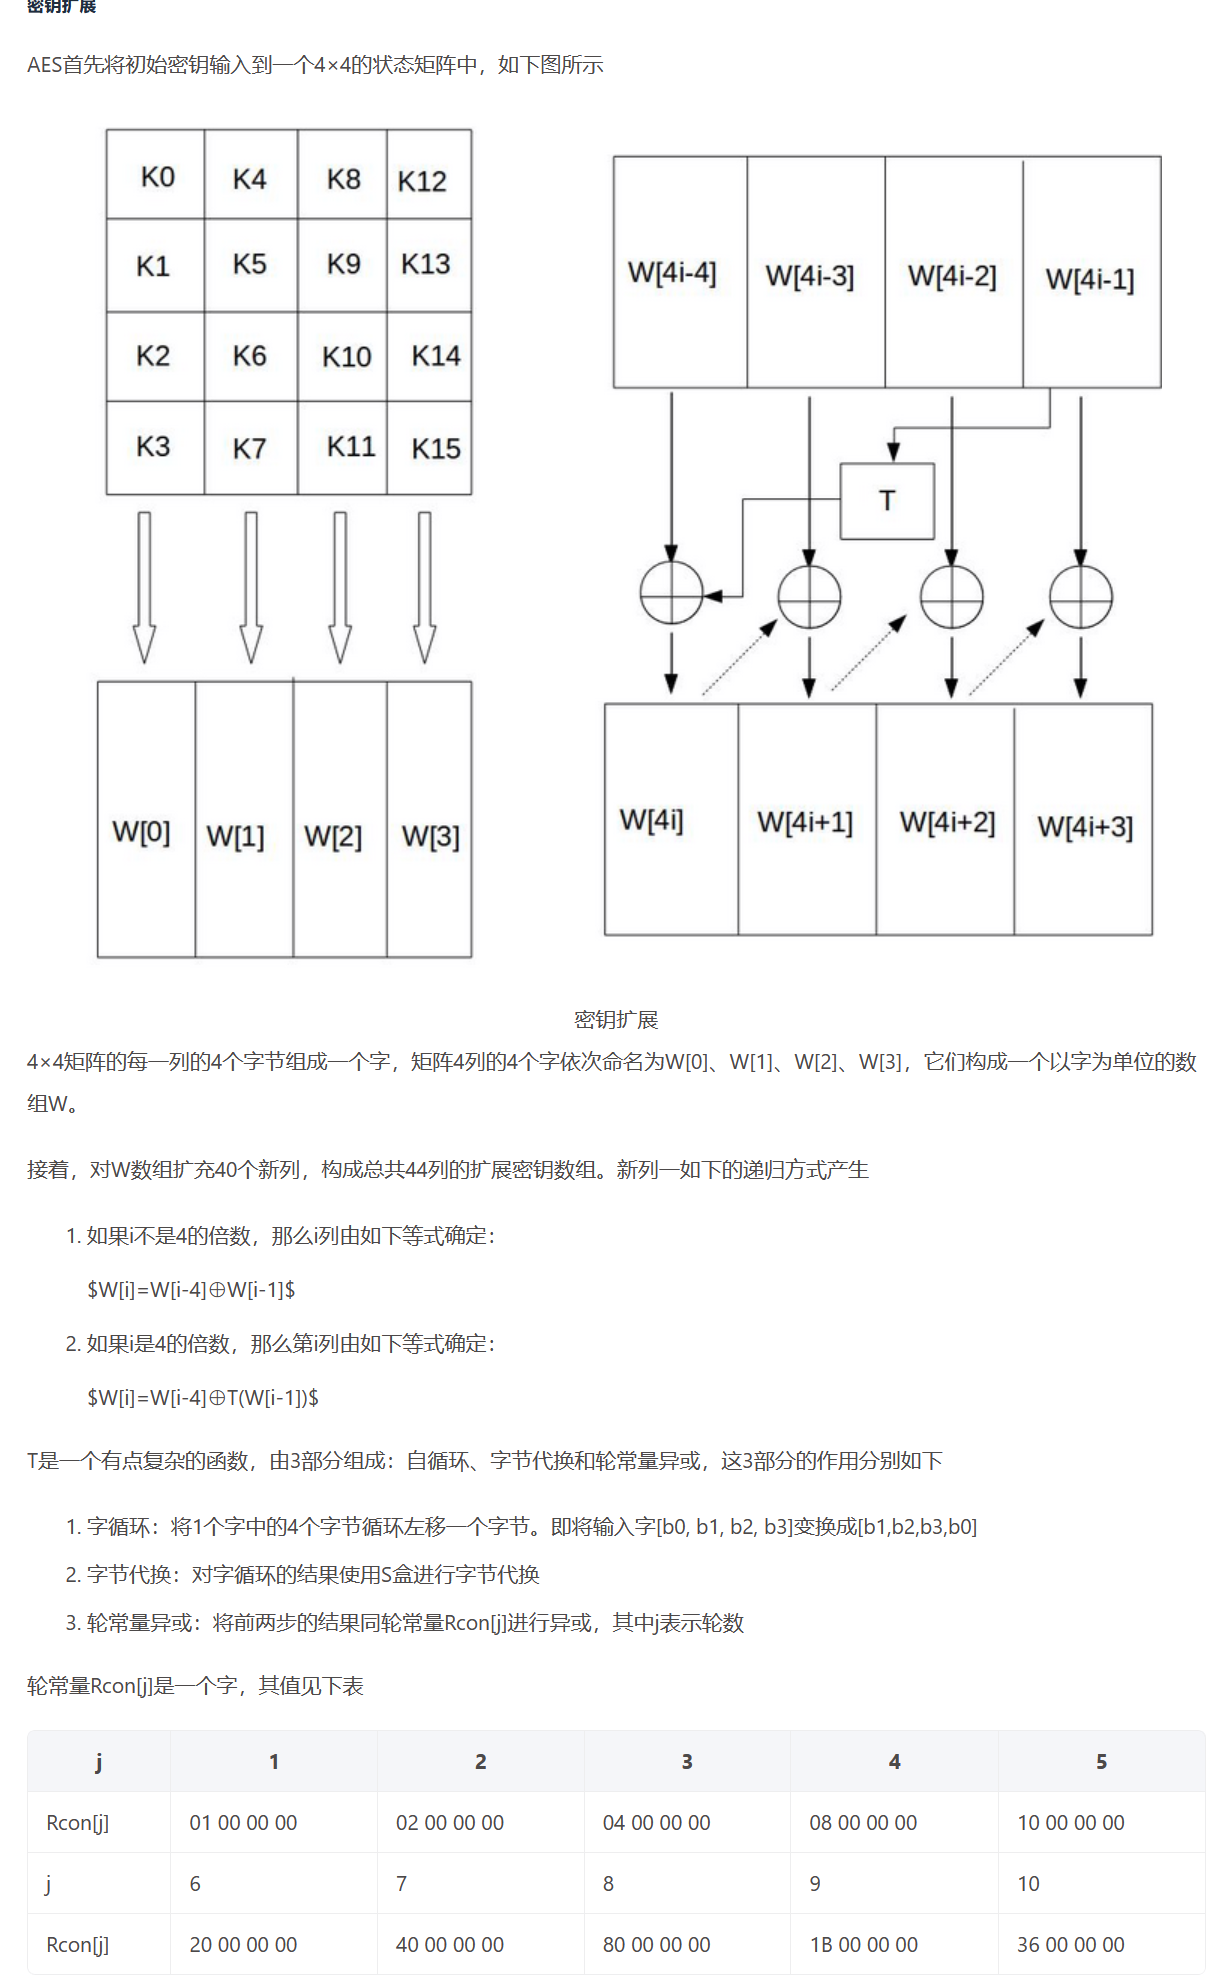 密钥扩展
AES首先将初始密钥输入到一个4×4的状态矩阵中，如下图所示
K0 K4 K8 K12
K1 K5 K9 K13
K2 K6 K10 K14
K3 K7 K11 K15
W[0] W[1] W[2] W[3]
W[4i-4] W[4i-3] W[4i-2] W[4i-1]
T
W[4i] W[4i+1] W[4i+2] W[4i+3]
密钥扩展
4×4矩阵的每一列的4个字节组成一个字，矩阵4列的4个字依次命名为W[0]、W[1]、W[2]、W[3]，它们构成一个以字为单位的数
组W。
接着，对W数组扩充40个新列，构成总共44列的扩展密钥数组。新列一如下的递归方式产生
1. 如果i不是4的倍数，那么i列由如下等式确定：
$W[i]=W[i-4]⊕W[i-1]$
2. 如果i是4的倍数，那么第i列由如下等式确定：
$W[i]=W[i-4]⊕T(W[i-1])$
T是一个有点复杂的函数，由3部分组成：自循环、字节代换和轮常量异或，这3部分的作用分别如下
1. 字循环：将1个字中的4个字节循环左移一个字节。即将输入字[b0, b1, b2, b3]变换成[b1,b2,b3,b0]
2. 字节代换：对字循环的结果使用S盒进行字节代换
3. 轮常量异或：将前两步的结果同轮常量Rcon[j]进行异或，其中j表示轮数
轮常量Rcon[j]是一个字，其值见下表
j 1 2 3 4 5
Rcon[j] 01 00 00 00 02 00 00 00 04 00 00 00 08 00 00 00 10 00 00 00
j 6 7 8 9 10
Rcon[j] 20 00 00 00 40 00 00 00 80 00 00 00 1B 00 00 00 36 00 00 00